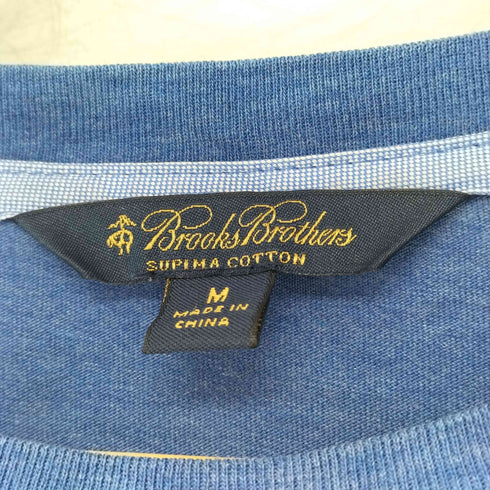 Brooks Brothers
SUPIMA COTTON
M
MADE IN
CHINA